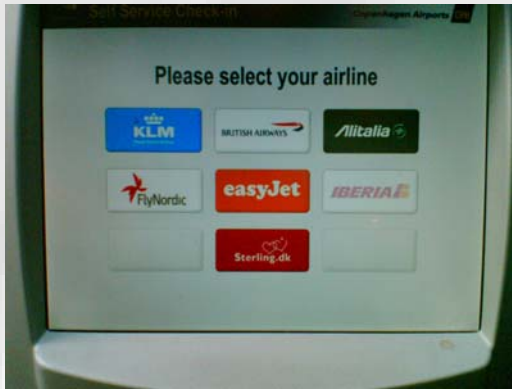 Self Service Check-in
Copenhagen Airports CPH
Please select your airline
KLM
BRITISH AIRWAYS
Alitalia
FlyNordic
easyJet
IBERIA
Sterling.dk